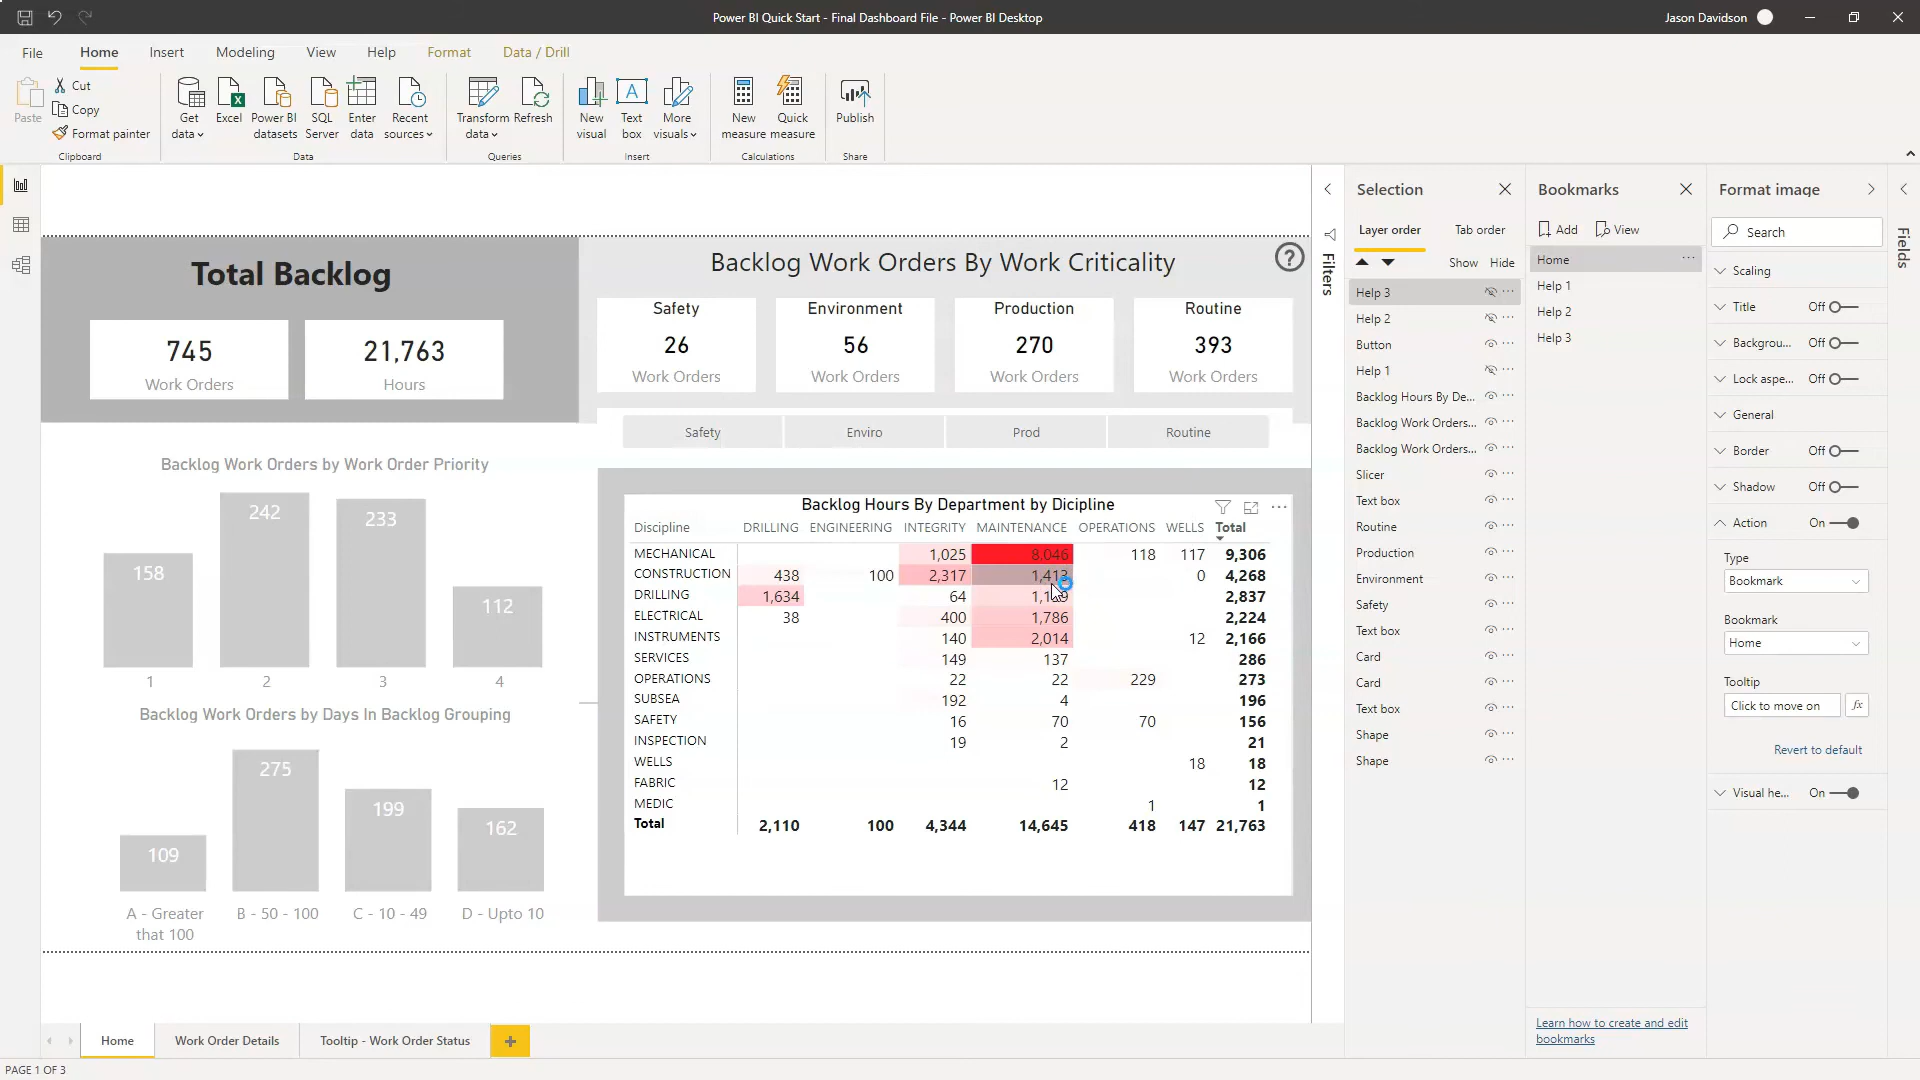 Power BI Quick Start - Final Dashboard File - Power BI Desktop
Jason Davidson
File Home Insert Modeling View Help Format Data / Drill
Paste
Cut
Copy
Format painter
Clipboard
Get data
Excel
Power BI datasets
SQL Server
Enter data
Recent sources
Data
Transform data
Refresh
Queries
New visual
Text box
More visuals
Insert
New measure
Quick measure
Calculations
Publish
Share
Total Backlog
745
Work Orders
21,763
Hours
Backlog Work Orders By Work Criticality
?
Safety
26
Work Orders
Environment
56
Work Orders
Production
270
Work Orders
Routine
393
Work Orders
Safety Enviro Prod Routine
Backlog Work Orders by Work Order Priority
158 242 233 112
1 2 3 4
Backlog Work Orders by Days In Backlog Grouping
109 275 199 162
A - Greater that 100
B - 50 - 100
C - 10 - 49
D - Upto 10
Backlog Hours By Department by Dicipline
Discipline DRILLING ENGINEERING INTEGRITY MAINTENANCE OPERATIONS WELLS Total
MECHANICAL 1,025 8,046 118 117 9,306
CONSTRUCTION 438 100 2,317 1,413 0 4,268
DRILLING 1,634 64 2,837
ELECTRICAL 38 400 1,786 2,224
INSTRUMENTS 140 2,014 12 2,166
SERVICES 149 137 286
OPERATIONS 22 22 229 273
SUBSEA 192 4 196
SAFETY 16 70 70 156
INSPECTION 19 2 21
WELLS 18 18
FABRIC 12 12
MEDIC 1 1
Total 2,110 100 4,344 14,645 418 147 21,763
Filters
Selection
Layer order Tab order
Show Hide
Help 3
Help 2
Button
Help 1
Backlog Hours By De...
Backlog Work Orders...
Backlog Work Orders...
Slicer
Text box
Routine
Production
Environment
Safety
Text box
Card
Card
Text box
Shape
Shape
Bookmarks
Add View
Home
Help 1
Help 2
Help 3
Learn how to create and edit
bookmarks
Format image
Search
Scaling
Title Off
Backgrou... Off
Lock aspe... Off
General
Border Off
Shadow Off
Action On
Type
Bookmark
Bookmark
Home
Tooltip
Click to move on fx
Revert to default
Visual he... On
Fields
Home Work Order Details Tooltip - Work Order Status +
PAGE 1 OF 3